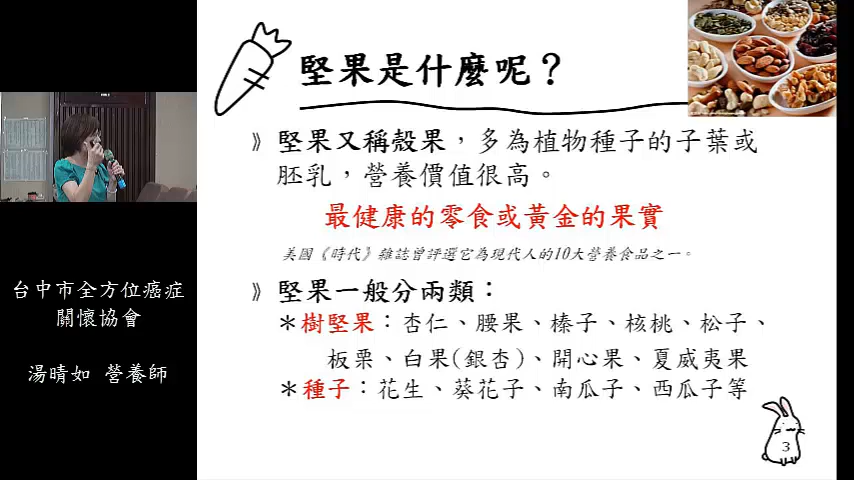 堅果是什麼呢？
》堅果又稱殼果，多為植物種子的子葉或
胚乳，營養價值很高。
最健康的零食或黃金的果實
美國《時代》雜誌曾評選它為現代人的10大營養食品之一。
》堅果一般分兩類：
＊樹堅果：杏仁、腰果、榛子、核桃、松子、
板栗、白果(銀杏)、開心果、夏威夷果
＊種子：花生、葵花子、南瓜子、西瓜子等
3
台中市全方位癌症
關懷協會
湯晴如 營養師